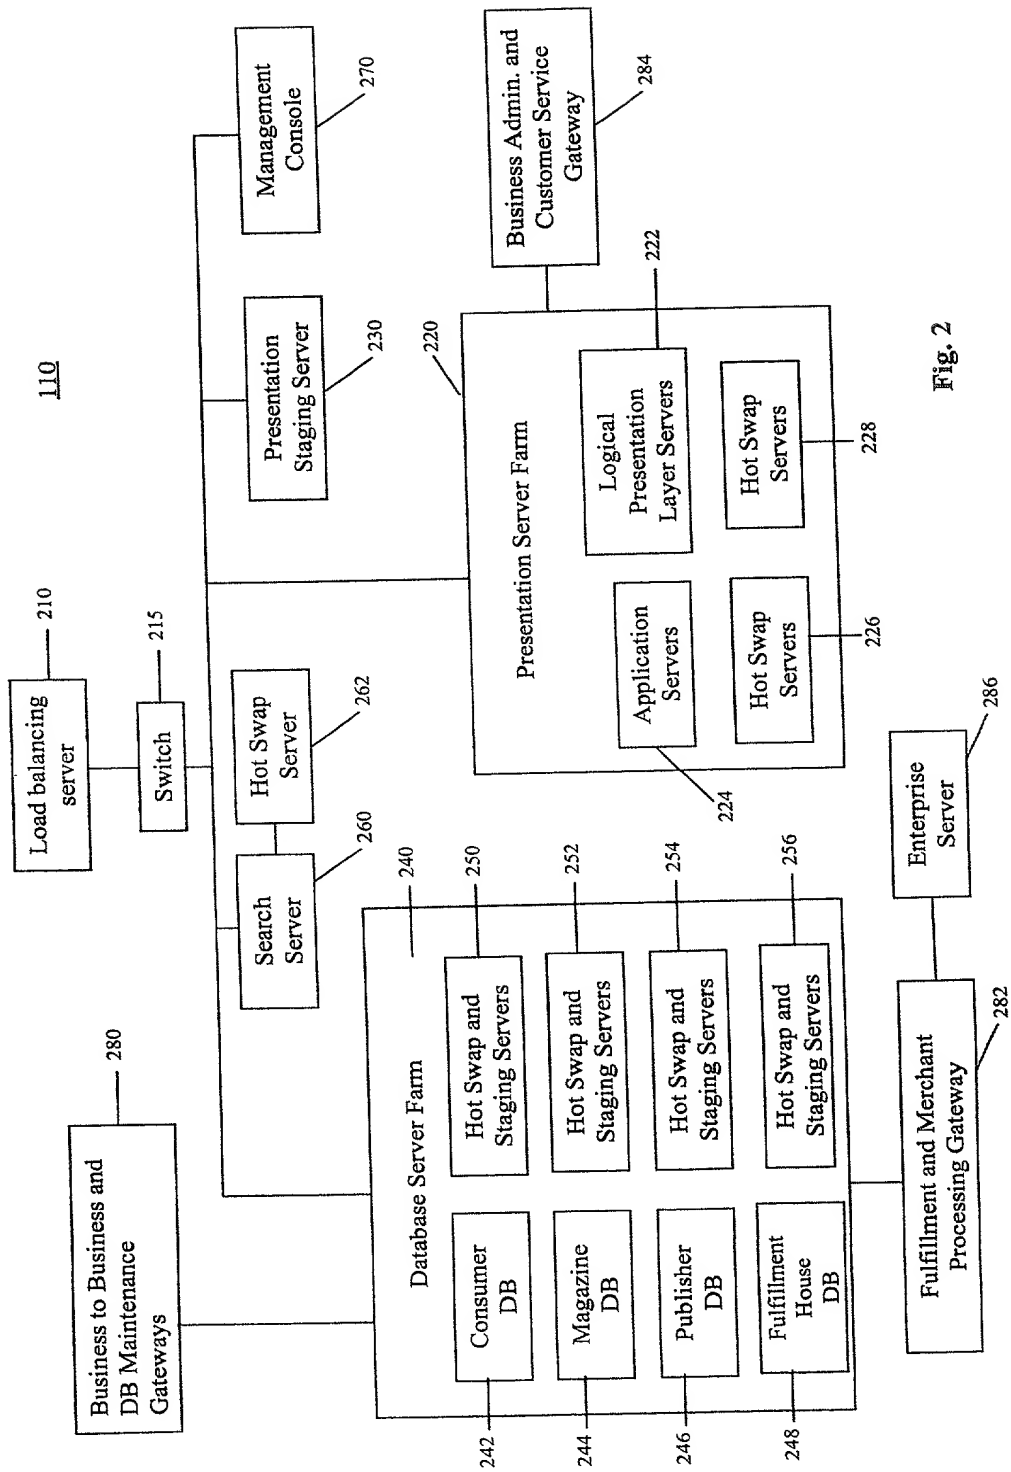 110
Load balancing
server
210
Switch
215
Business to Business and
DB Maintenance
Gateways
280
Search
Server
260
Hot Swap
Server
262
Presentation
Staging Server
230
Management
Console
270
Database Server Farm
240
Consumer
DB
242
Hot Swap and
Staging Servers
250
Magazine
DB
244
Hot Swap and
Staging Servers
252
Publisher
DB
246
Hot Swap and
Staging Servers
254
Fulfillment
House
DB
248
Hot Swap and
Staging Servers
256
Presentation Server Farm
220
Application
Servers
224
Logical
Presentation
Layer Servers
222
Hot Swap
Servers
226
Hot Swap
Servers
228
Business Admin. and
Customer Service
Gateway
284
Fulfillment and Merchant
Processing Gateway
282
Enterprise
Server
286
Fig. 2